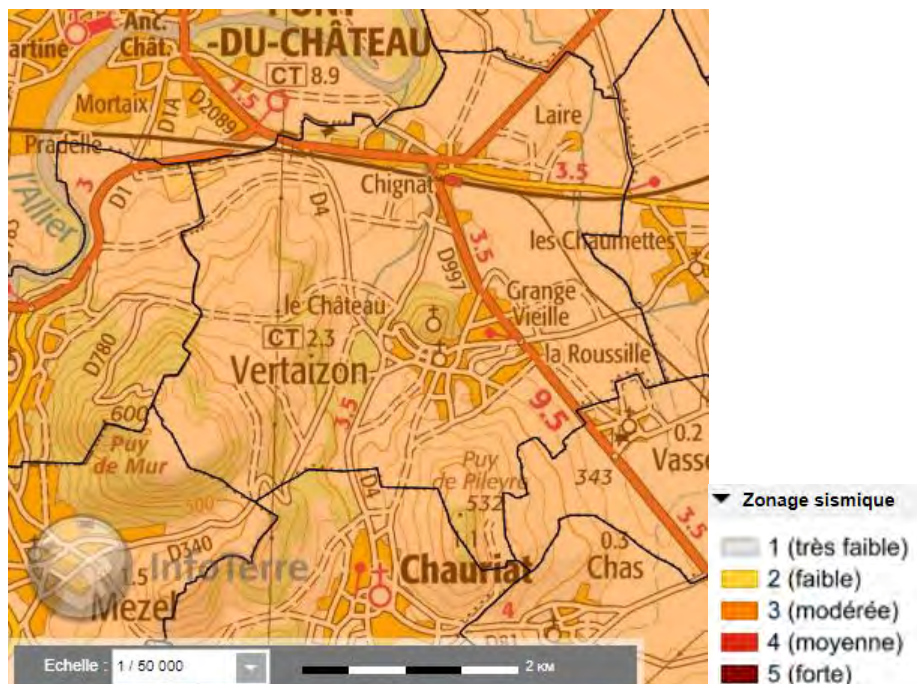 PONT
-DU-CHÂTEAU
Anc.
Chât.
artine
CT 8.9
1.5
Mortaix
D1A
D2089
Laire
Pradelle
3
D1
l'Allier
D4
Chignat
3.5
les Chaumettes
3.5
D997
Grange
Vieille
le Château
CT 2.3
Vertaizon
la Roussille
D780
3.5
9.5
600
Puy
de Mur
0.2
Vasse
Puy
de Pileyre
532
343
500
D4
3.5
D340
InfoTerre
1.5
Mezel
Chauriat
0.3
Chas
4
D81
Echelle : 1 / 50 000
2 KM
Zonage sismique
1 (très faible)
2 (faible)
3 (modérée)
4 (moyenne)
5 (forte)